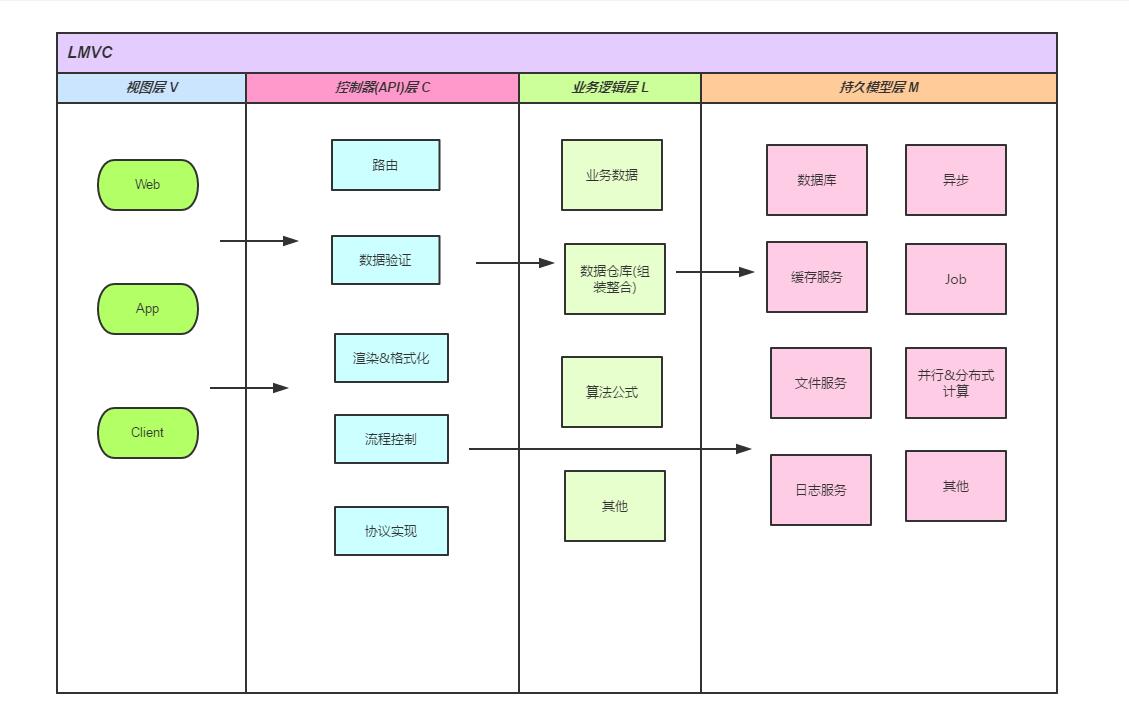 LMVC
视图层 V
控制器(API)层 C
业务逻辑层 L
持久模型层 M
Web
App
Client
路由
数据验证
渲染&格式化
流程控制
协议实现
业务数据
数据仓库(组
装整合)
算法公式
其他
数据库
异步
缓存服务
Job
文件服务
并行&分布式
计算
日志服务
其他